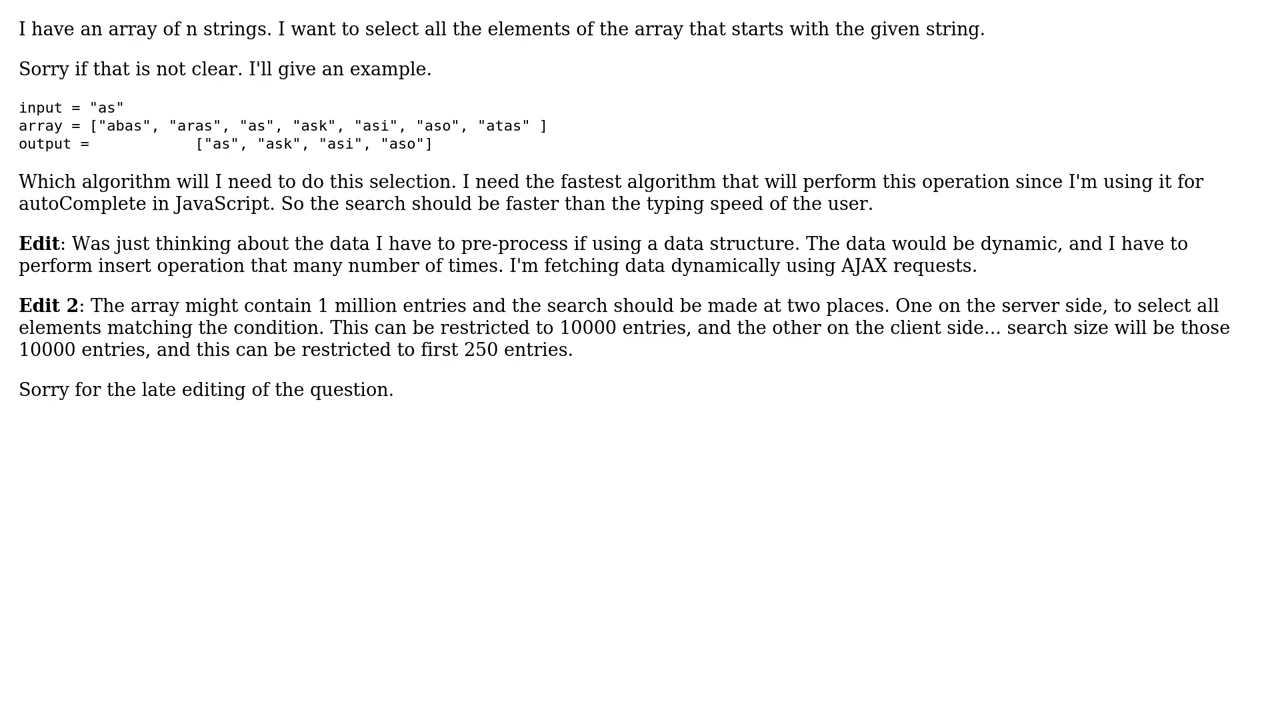 I have an array of n strings. I want to select all the elements of the array that starts with the given string.
Sorry if that is not clear. I'll give an example.
input = "as"
array = ["abas", "aras", "as", "ask", "asi", "aso", "atas" ]
output =            ["as", "ask", "asi", "aso"]
Which algorithm will I need to do this selection. I need the fastest algorithm that will perform this operation since I'm using it for
autoComplete in JavaScript. So the search should be faster than the typing speed of the user.
Edit: Was just thinking about the data I have to pre-process if using a data structure. The data would be dynamic, and I have to
perform insert operation that many number of times. I'm fetching data dynamically using AJAX requests.
Edit 2: The array might contain 1 million entries and the search should be made at two places. One on the server side, to select all
elements matching the condition. This can be restricted to 10000 entries, and the other on the client side... search size will be those
10000 entries, and this can be restricted to first 250 entries.
Sorry for the late editing of the question.